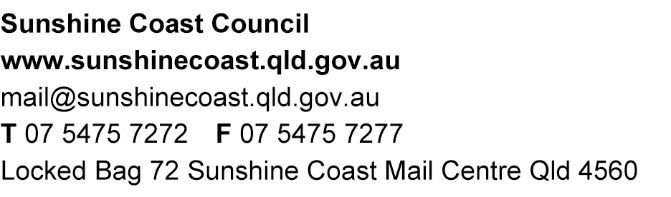 Sunshine Coast Council
www.sunshinecoast.qld.gov.au
mail@sunshinecoast.qld.gov.au
T 07 5475 7272 F 07 5475 7277
Locked Bag 72 Sunshine Coast Mail Centre Qld 4560